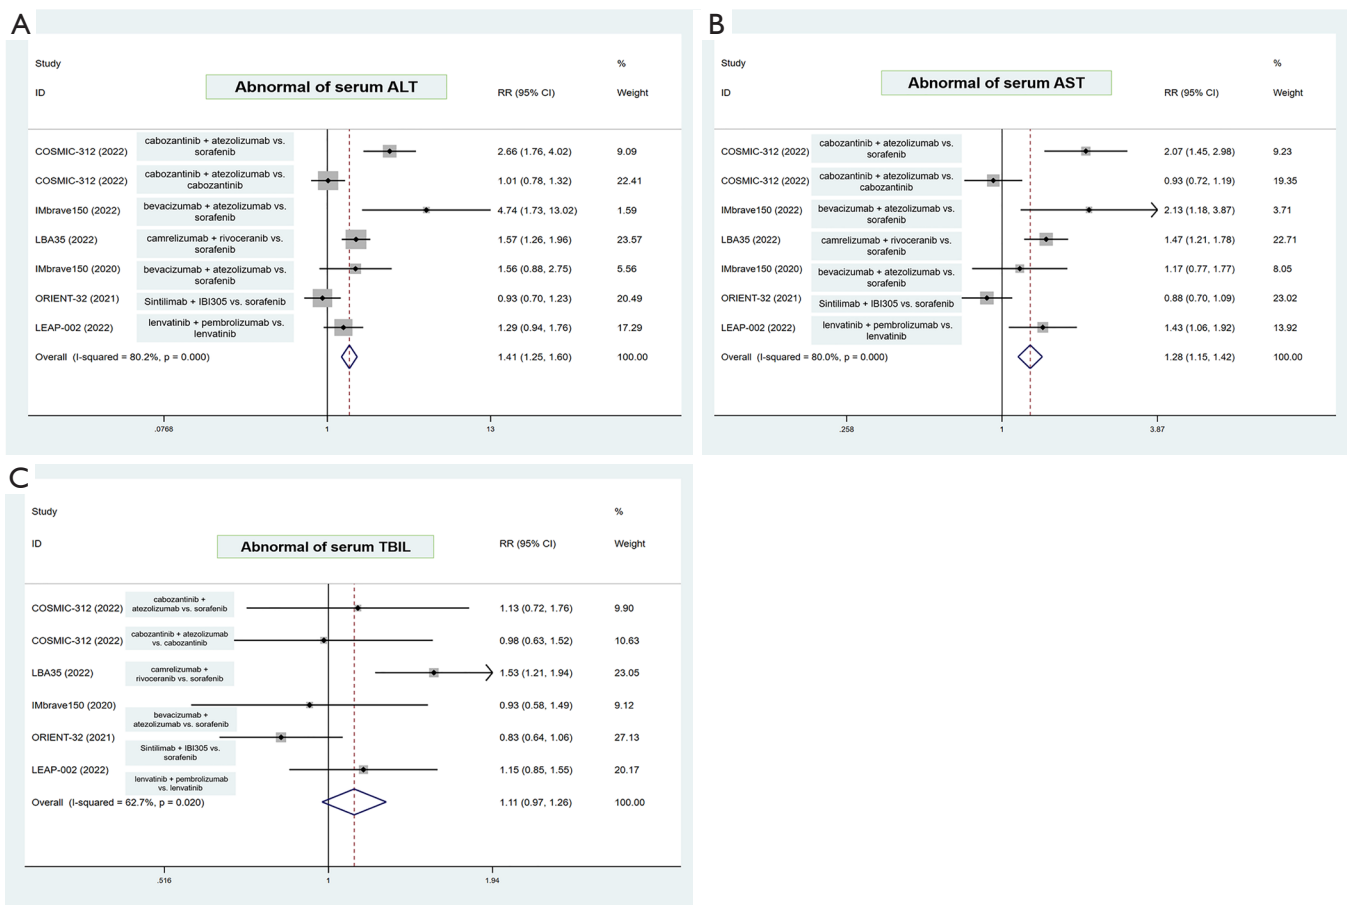 A
Study %
Abnormal of serum ALT
ID RR (95% CI) Weight
COSMIC-312 (2022) cabozantinib + atezolizumab vs. sorafenib 2.66 (1.76, 4.02) 9.09
COSMIC-312 (2022) cabozantinib + atezolizumab vs. cabozantinib 1.01 (0.78, 1.32) 22.41
IMbrave150 (2022) bevacizumab + atezolizumab vs. sorafenib 4.74 (1.73, 13.02) 1.59
LBA35 (2022) camrelizumab + rivoceranib vs. sorafenib 1.57 (1.26, 1.96) 23.57
IMbrave150 (2020) bevacizumab + atezolizumab vs. sorafenib 1.56 (0.88, 2.75) 5.56
ORIENT-32 (2021) Sintilimab + IBI305 vs. sorafenib 0.93 (0.70, 1.23) 20.49
LEAP-002 (2022) lenvatinib + pembrolizumab vs. lenvatinib 1.29 (0.94, 1.76) 17.29
Overall (I-squared = 80.2%, p = 0.000) 1.41 (1.25, 1.60) 100.00
.0768 1 13
B
Study %
Abnormal of serum AST
ID RR (95% CI) Weight
COSMIC-312 (2022) cabozantinib + atezolizumab vs. sorafenib 2.07 (1.45, 2.98) 9.23
COSMIC-312 (2022) cabozantinib + atezolizumab vs. cabozantinib 0.93 (0.72, 1.19) 19.35
IMbrave150 (2022) bevacizumab + atezolizumab vs. sorafenib 2.13 (1.18, 3.87) 3.71
LBA35 (2022) camrelizumab + rivoceranib vs. sorafenib 1.47 (1.21, 1.78) 22.71
IMbrave150 (2020) bevacizumab + atezolizumab vs. sorafenib 1.17 (0.77, 1.77) 8.05
ORIENT-32 (2021) Sintilimab + IBI305 vs. sorafenib 0.88 (0.70, 1.09) 23.02
LEAP-002 (2022) lenvatinib + pembrolizumab vs. lenvatinib 1.43 (1.06, 1.92) 13.92
Overall (I-squared = 80.0%, p = 0.000) 1.28 (1.15, 1.42) 100.00
.258 1 3.87
C
Study %
ID Abnormal of serum TBIL RR (95% CI) Weight
COSMIC-312 (2022) cabozantinib + atezolizumab vs. sorafenib 1.13 (0.72, 1.76) 9.90
COSMIC-312 (2022) cabozantinib + atezolizumab vs. cabozantinib 0.98 (0.63, 1.52) 10.63
LBA35 (2022) camrelizumab + rivoceranib vs. sorafenib 1.53 (1.21, 1.94) 23.05
IMbrave150 (2020) bevacizumab + atezolizumab vs. sorafenib 0.93 (0.58, 1.49) 9.12
ORIENT-32 (2021) Sintilimab + IBI305 vs. sorafenib 0.83 (0.64, 1.06) 27.13
LEAP-002 (2022) lenvatinib + pembrolizumab vs. lenvatinib 1.15 (0.85, 1.55) 20.17
Overall (I-squared = 62.7%, p = 0.020) 1.11 (0.97, 1.26) 100.00
.516 1 1.94